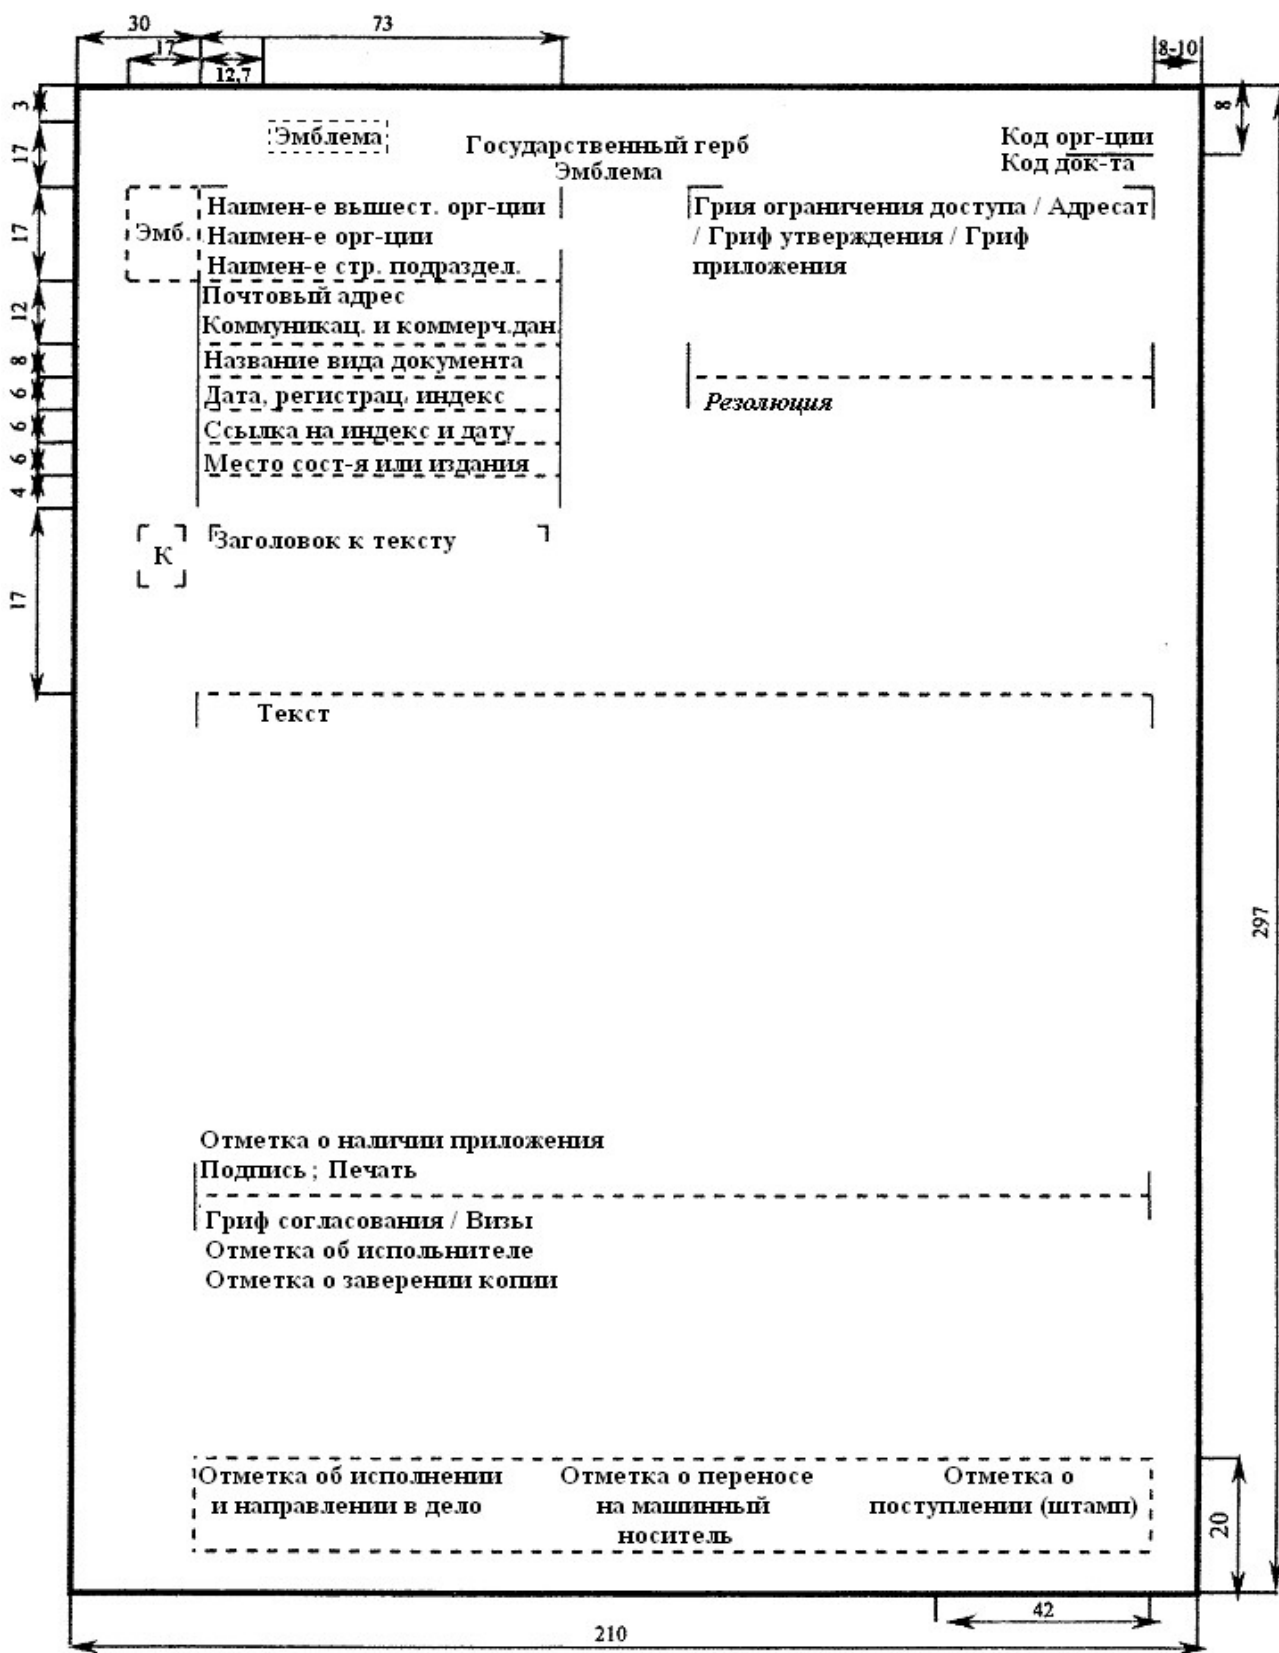 30
73
17
12,7
8-10
3
8
17
Эмблема
Государственный герб
Эмблема
Код орг-ции
Код док-та
17
Эмб.
Наимен-е вышест. орг-ции
Наимен-е орг-ции
Наимен-е стр. подраздел.
Грия ограничения доступа / Адресат
/ Гриф утверждения / Гриф
приложения
12
Почтовый адрес
Коммуникац. и коммерч.дан.
8
Название вида документа
6
Дата, регистрац. индекс
Резолюция
6
Ссылка на индекс и дату
6
Место сост-я или издания
4
К
Заголовок к тексту
17
Текст
297
Отметка о наличии приложения
Подпись ; Печать
Гриф согласования / Визы
Отметка об испольнителе
Отметка о заверении копии
Отметка об исполнении
и направлении в дело
Отметка о переносе
на машинный
носитель
Отметка о
поступлении (штамп)
20
42
210